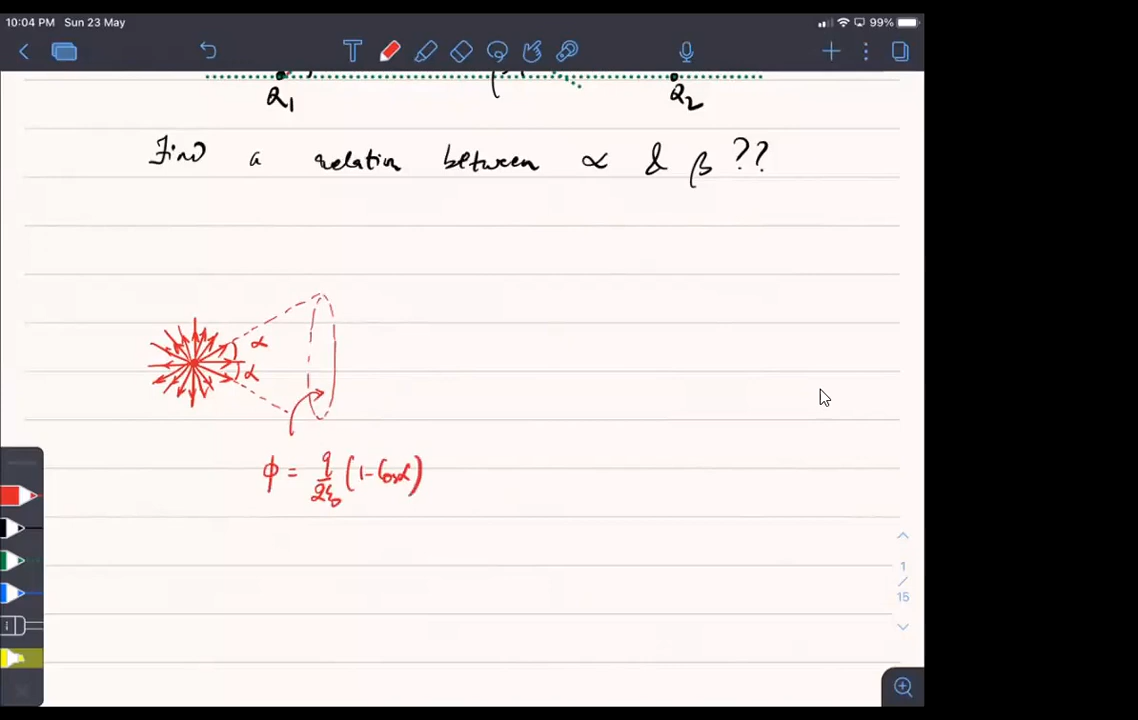 10:04 PM Sun 23 May
99%
T
Q1 β Q2
Find a relation between α & β ??
α
α
φ = q/2ε₀ (1-Cosα)
1
/
15